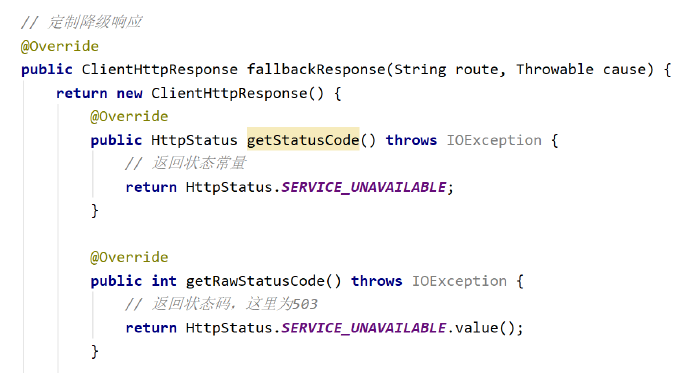 // 定制降级响应
@Override
public ClientHttpResponse fallbackResponse(String route, Throwable cause) {
return new ClientHttpResponse() {
@Override
public HttpStatus getStatusCode() throws IOException {
// 返回状态常量
return HttpStatus.SERVICE_UNAVAILABLE;
}
@Override
public int getRawStatusCode() throws IOException {
// 返回状态码，这里为503
return HttpStatus.SERVICE_UNAVAILABLE.value();
}